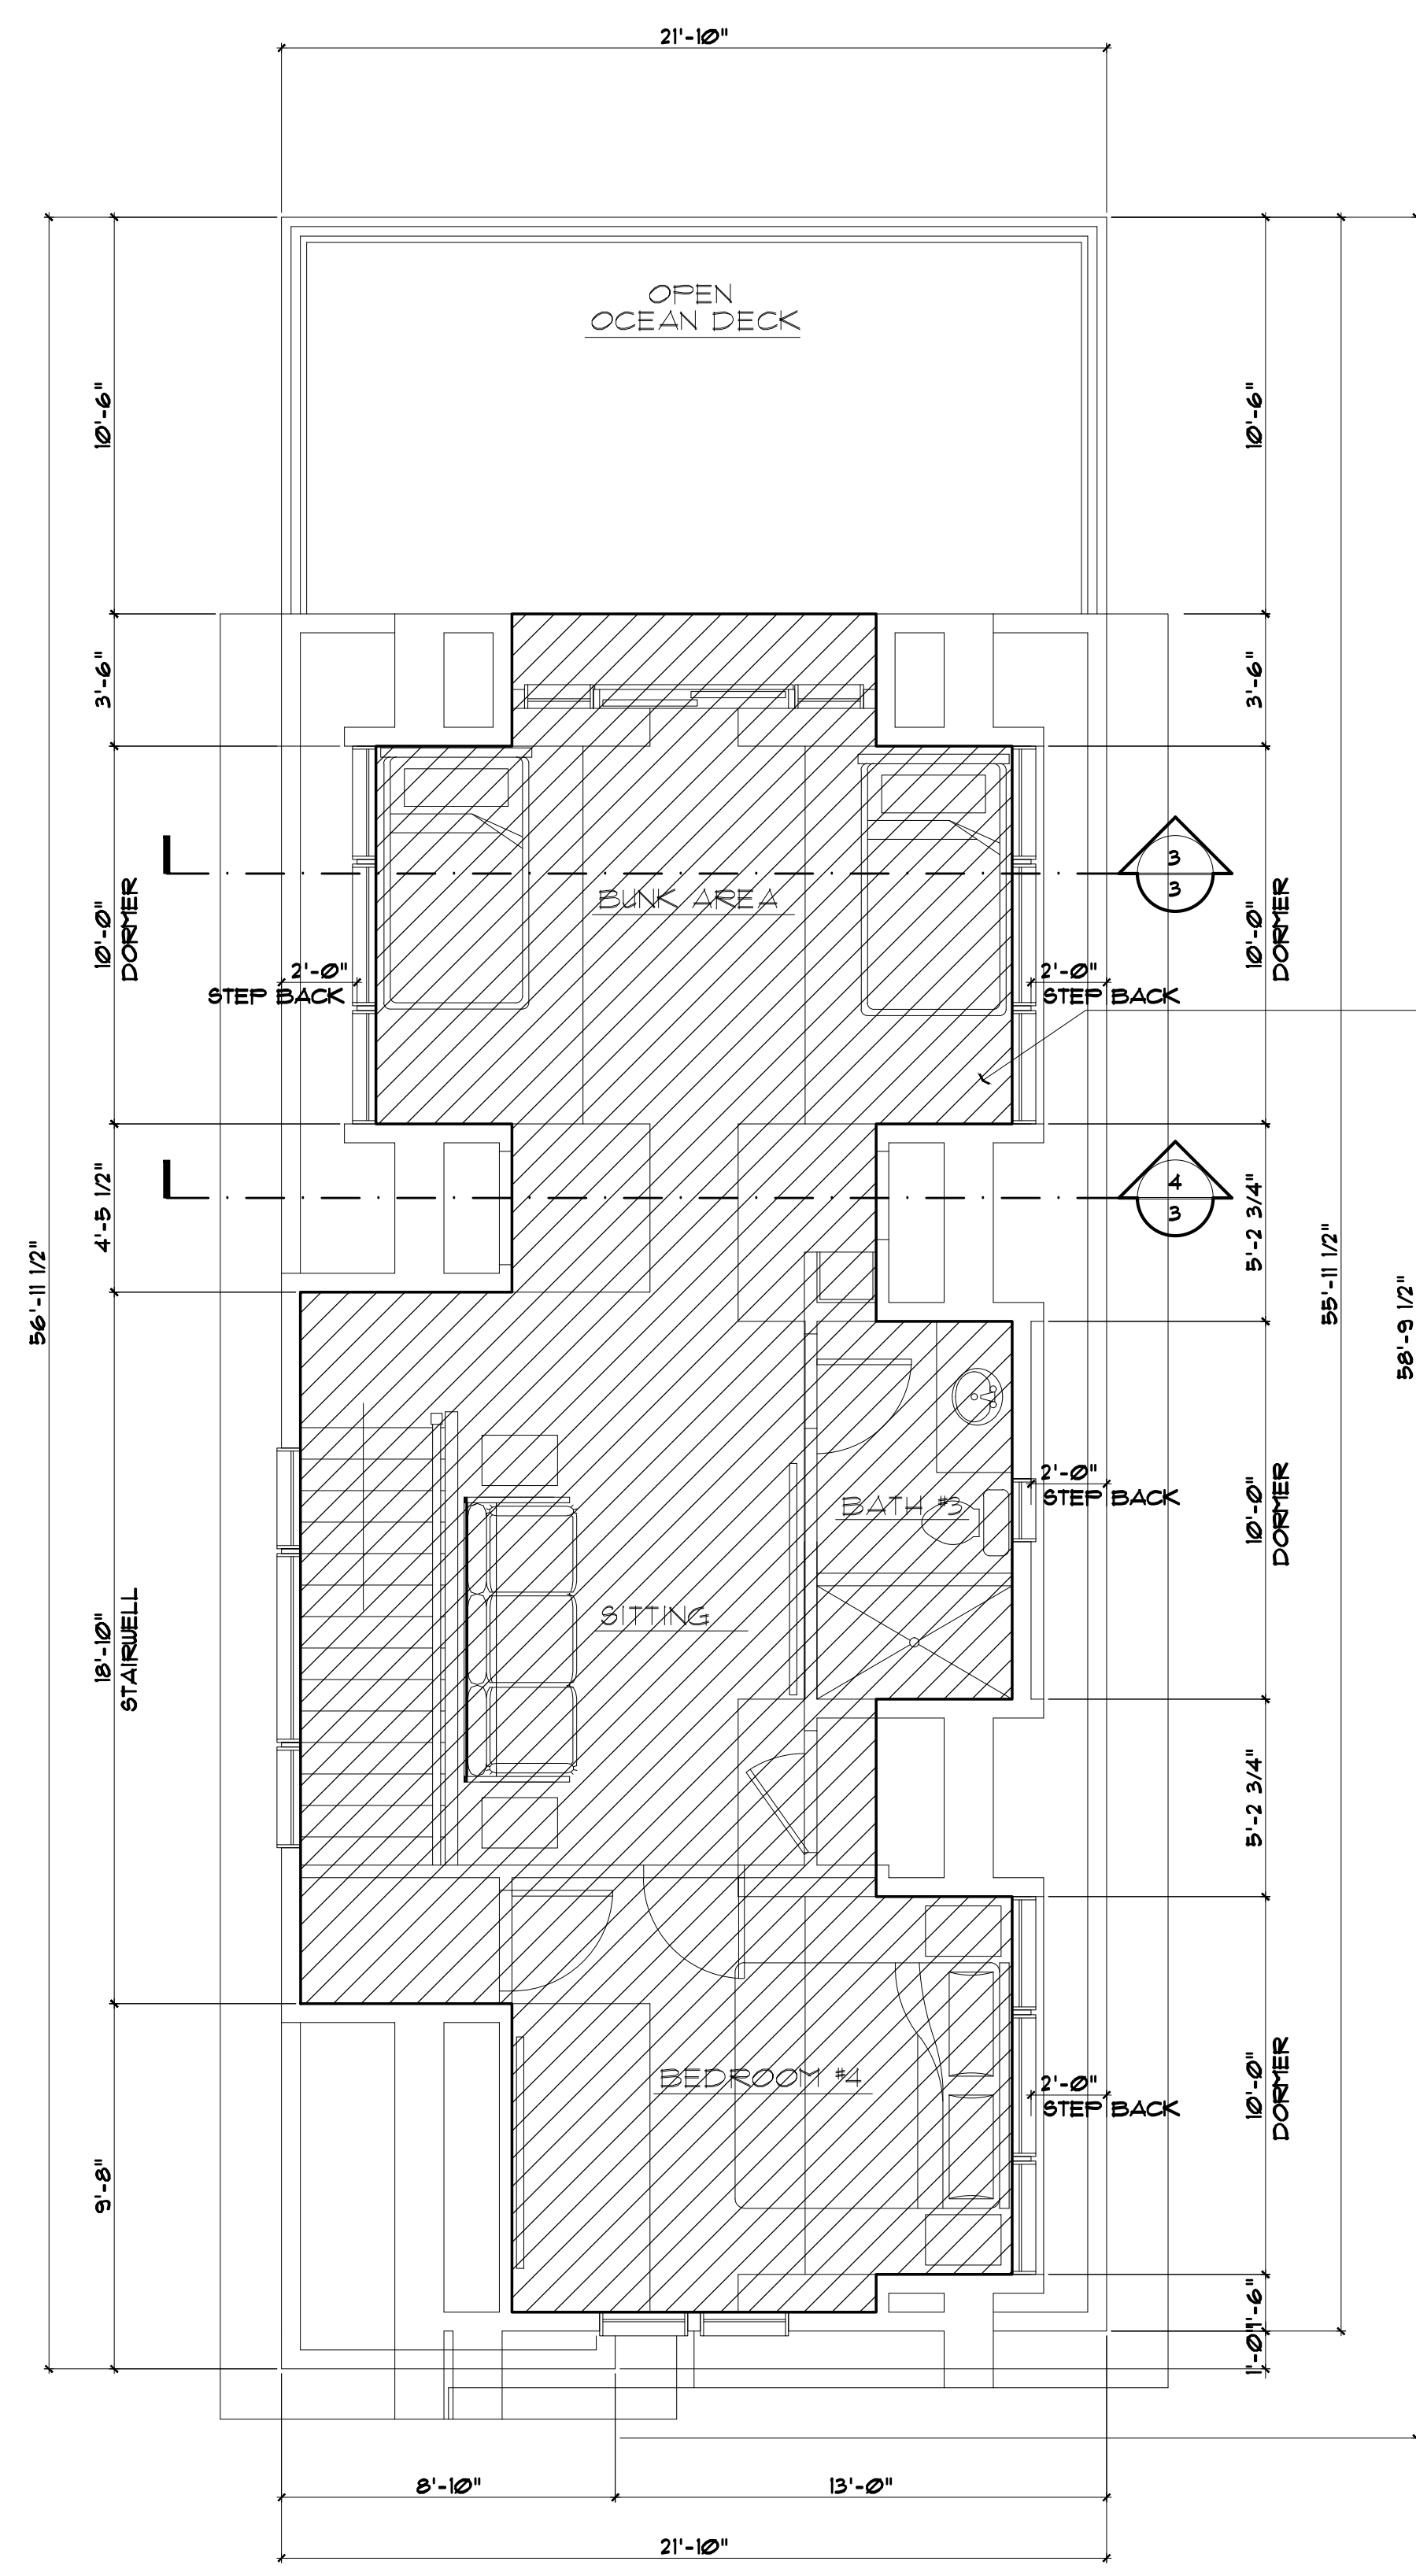 21'-10"
OPEN
OCEAN DECK
10'-6"
10'-6"
3'-6"
3'-6"
3
3
BUNK AREA
10'-0"
DORMER
10'-0"
DORMER
2'-0"
STEP BACK
2'-0"
STEP BACK
4
3
4'-5 1/2"
5'-2 3/4"
56'-11 1/2"
55'-11 1/2"
58'-9 1/2"
2'-0"
STEP BACK
BATH #3
10'-0"
DORMER
SITTING
18'-10"
STAIRWELL
5'-2 3/4"
BEDROOM #4
2'-0"
STEP BACK
10'-0"
DORMER
9'-8"
1'-6"
1'-0"
8'-10"
13'-0"
21'-10"